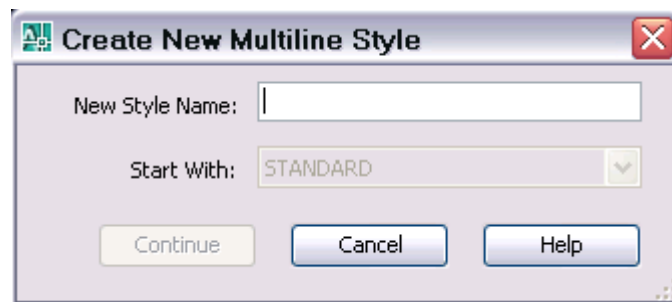 Create New Multiline Style
New Style Name:
Start With: STANDARD
Continue Cancel Help